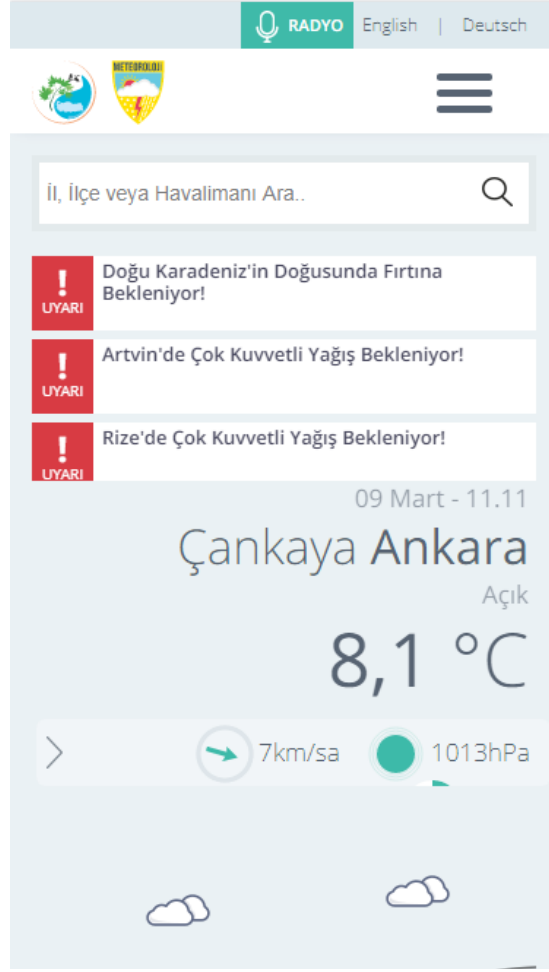 RADYO English | Deutsch
METEOROLOJİ
İl, İlçe veya Havalimanı Ara..
! UYARI
Doğu Karadeniz'in Doğusunda Fırtına
Bekleniyor!
! UYARI
Artvin'de Çok Kuvvetli Yağış Bekleniyor!
! UYARI
Rize'de Çok Kuvvetli Yağış Bekleniyor!
09 Mart - 11.11
Çankaya Ankara
Açık
8,1 °C
7km/sa 1013hPa